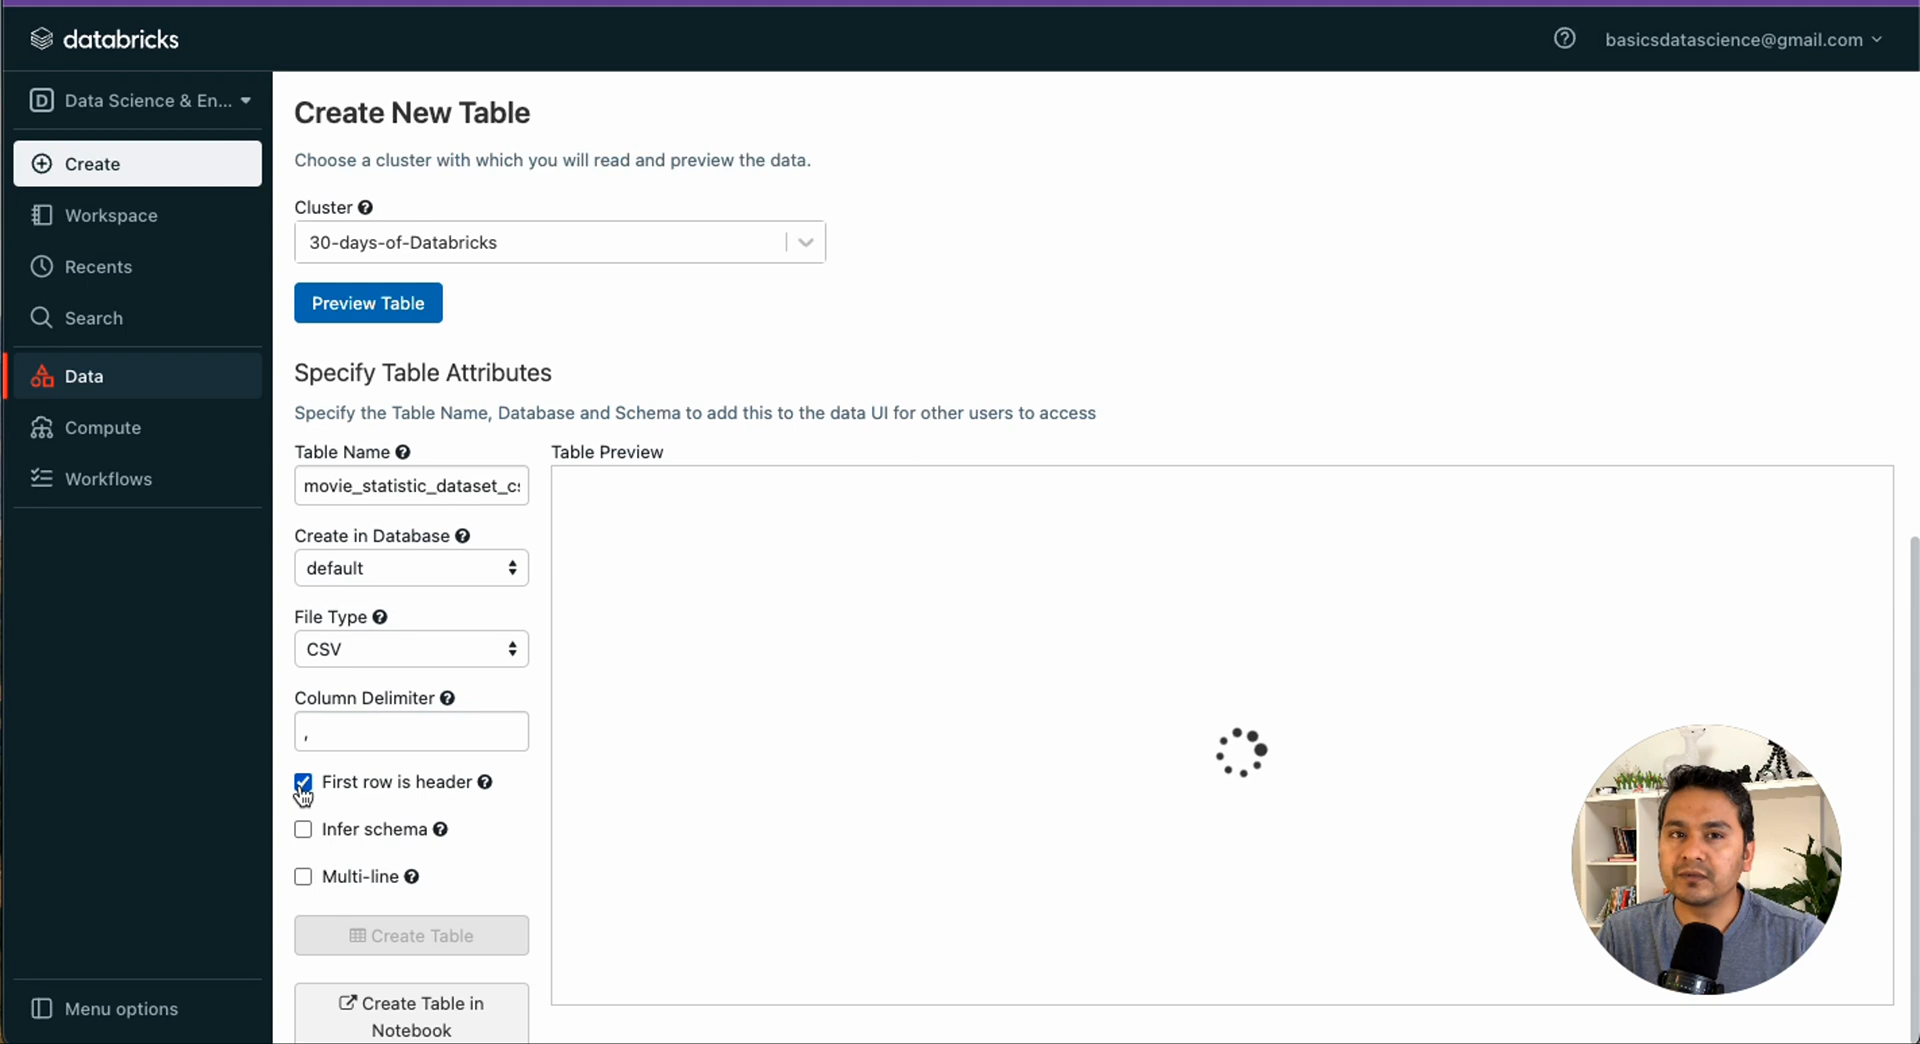 databricks
basicsdatascience@gmail.com
Data Science & En...
Create
Workspace
Recents
Search
Data
Compute
Workflows
Menu options
Create New Table
Choose a cluster with which you will read and preview the data.
Cluster
30-days-of-Databricks
Preview Table
Specify Table Attributes
Specify the Table Name, Database and Schema to add this to the data UI for other users to access
Table Name
movie_statistic_dataset_c
Create in Database
default
File Type
CSV
Column Delimiter
,
First row is header
Infer schema
Multi-line
Create Table
Create Table in
Notebook
Table Preview